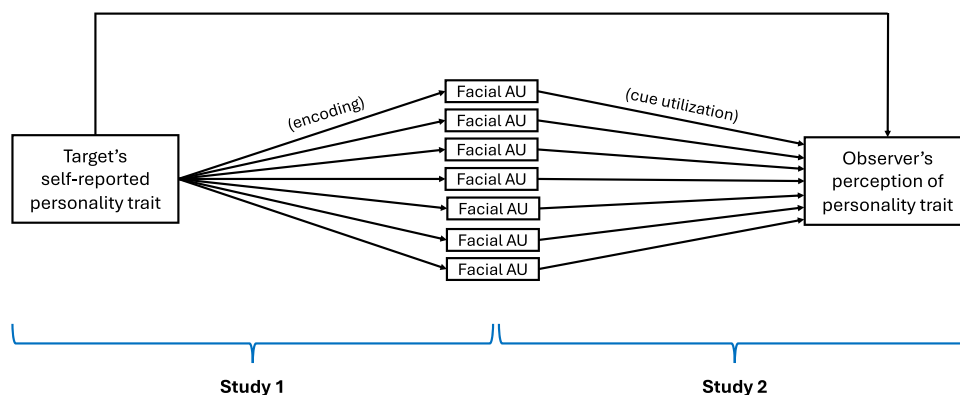 (encoding)
(cue utilization)
Facial AU
Facial AU
Facial AU
Facial AU
Facial AU
Facial AU
Facial AU
Target's
self-reported
personality trait
Observer's
perception of
personality trait
Study 1
Study 2